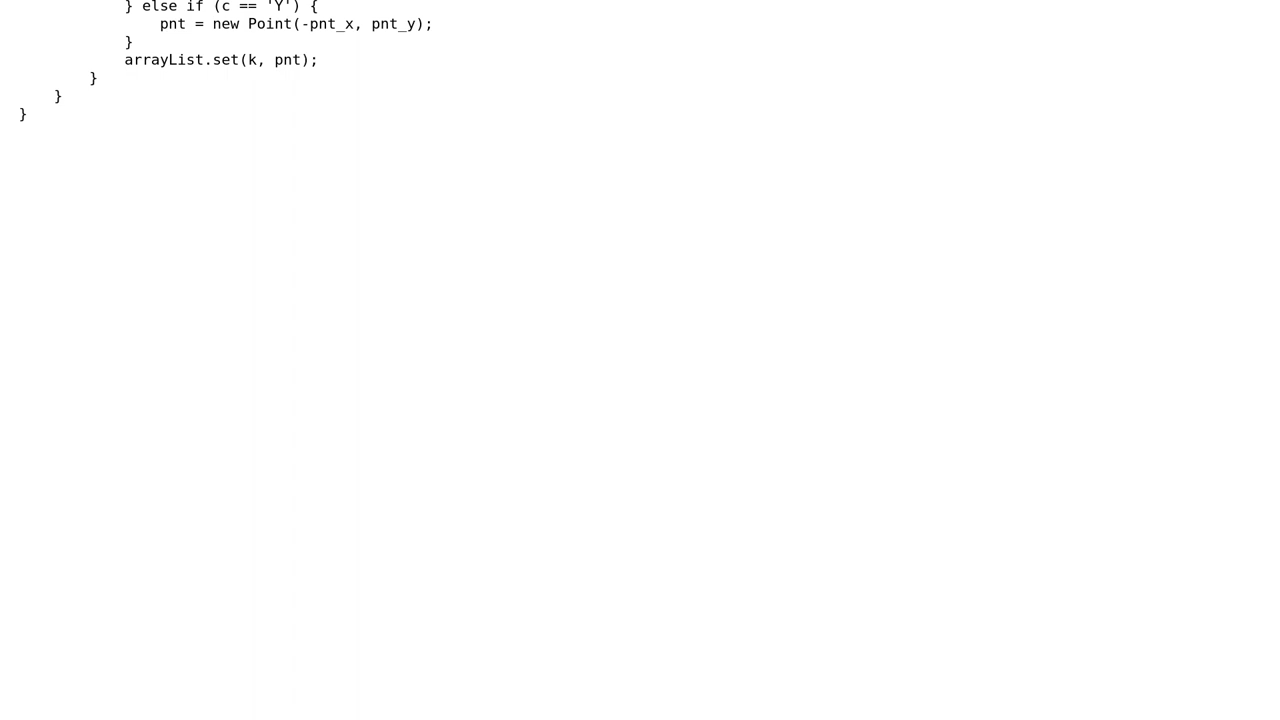 } else if (c == 'Y') {
                pnt = new Point(-pnt_x, pnt_y);
            }
            arrayList.set(k, pnt);
        }
    }
}